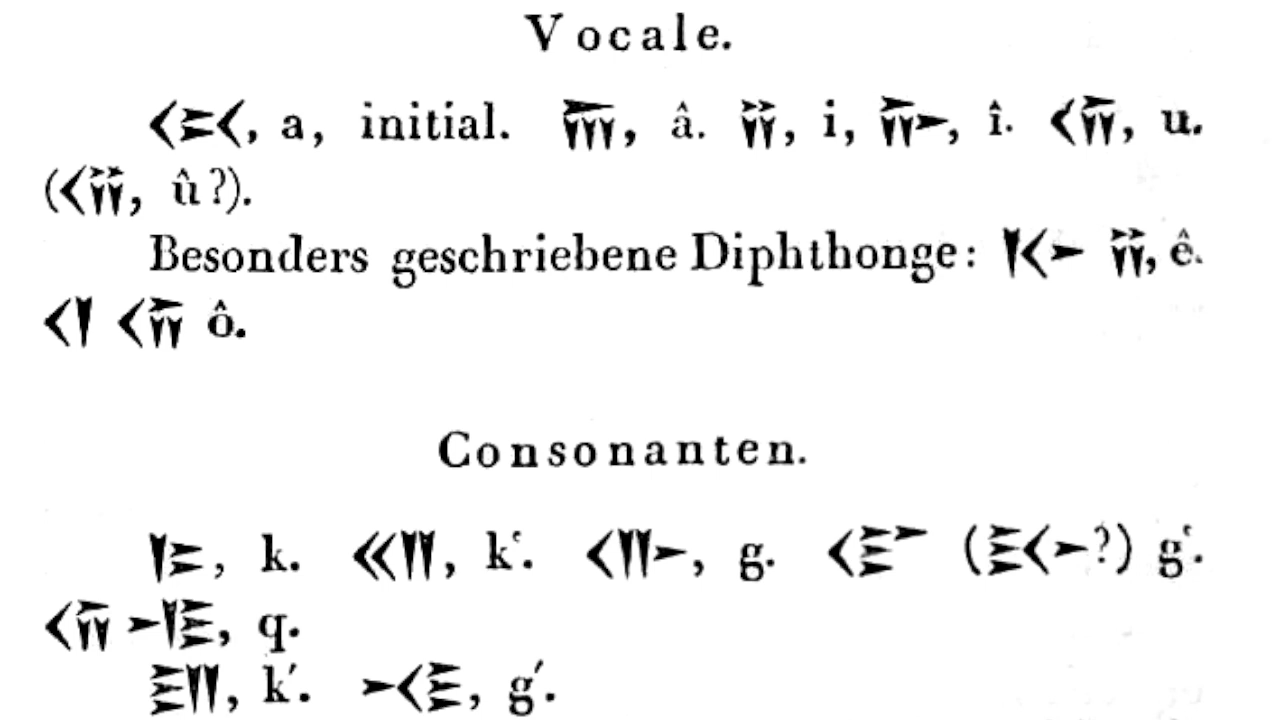 Vocale.
𐏃, a, initial. 𐎠, â. 𐎡, i, 𐎭, î. 𐎢, u.
(û?).
Besonders geschriebene Diphthonge: 𐎹 𐎡, ê.
𐎤 𐎢 ô.
Consonanten.
𐎣, k. 𐎧, kʿ. 𐎥, g. 𐎦 (?) gʿ.
𐎢 𐎺, q.
𐎨, k′. 𐎩, g′.